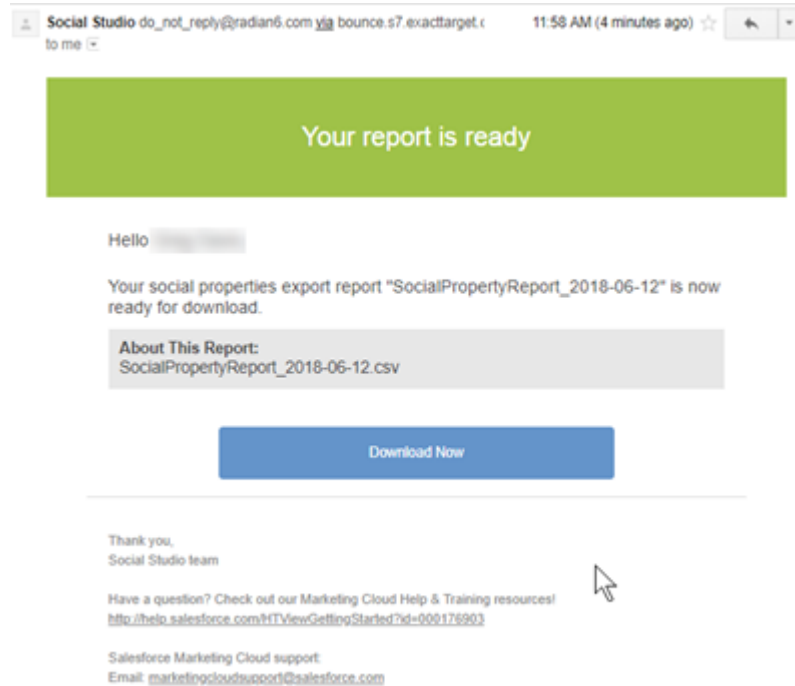 Social Studio do_not_reply@radian6.com via bounce.s7.exacttarget.c 11:58 AM (4 minutes ago)
to me
Your report is ready
Hello
Your social properties export report "SocialPropertyReport_2018-06-12" is now
ready for download.
About This Report:
SocialPropertyReport_2018-06-12.csv
Download Now
Thank you,
Social Studio team
Have a question? Check out our Marketing Cloud Help & Training resources!
http://help.salesforce.com/HTViewGettingStarted?id=000176903
Salesforce Marketing Cloud support:
Email: marketingcloudsupport@salesforce.com